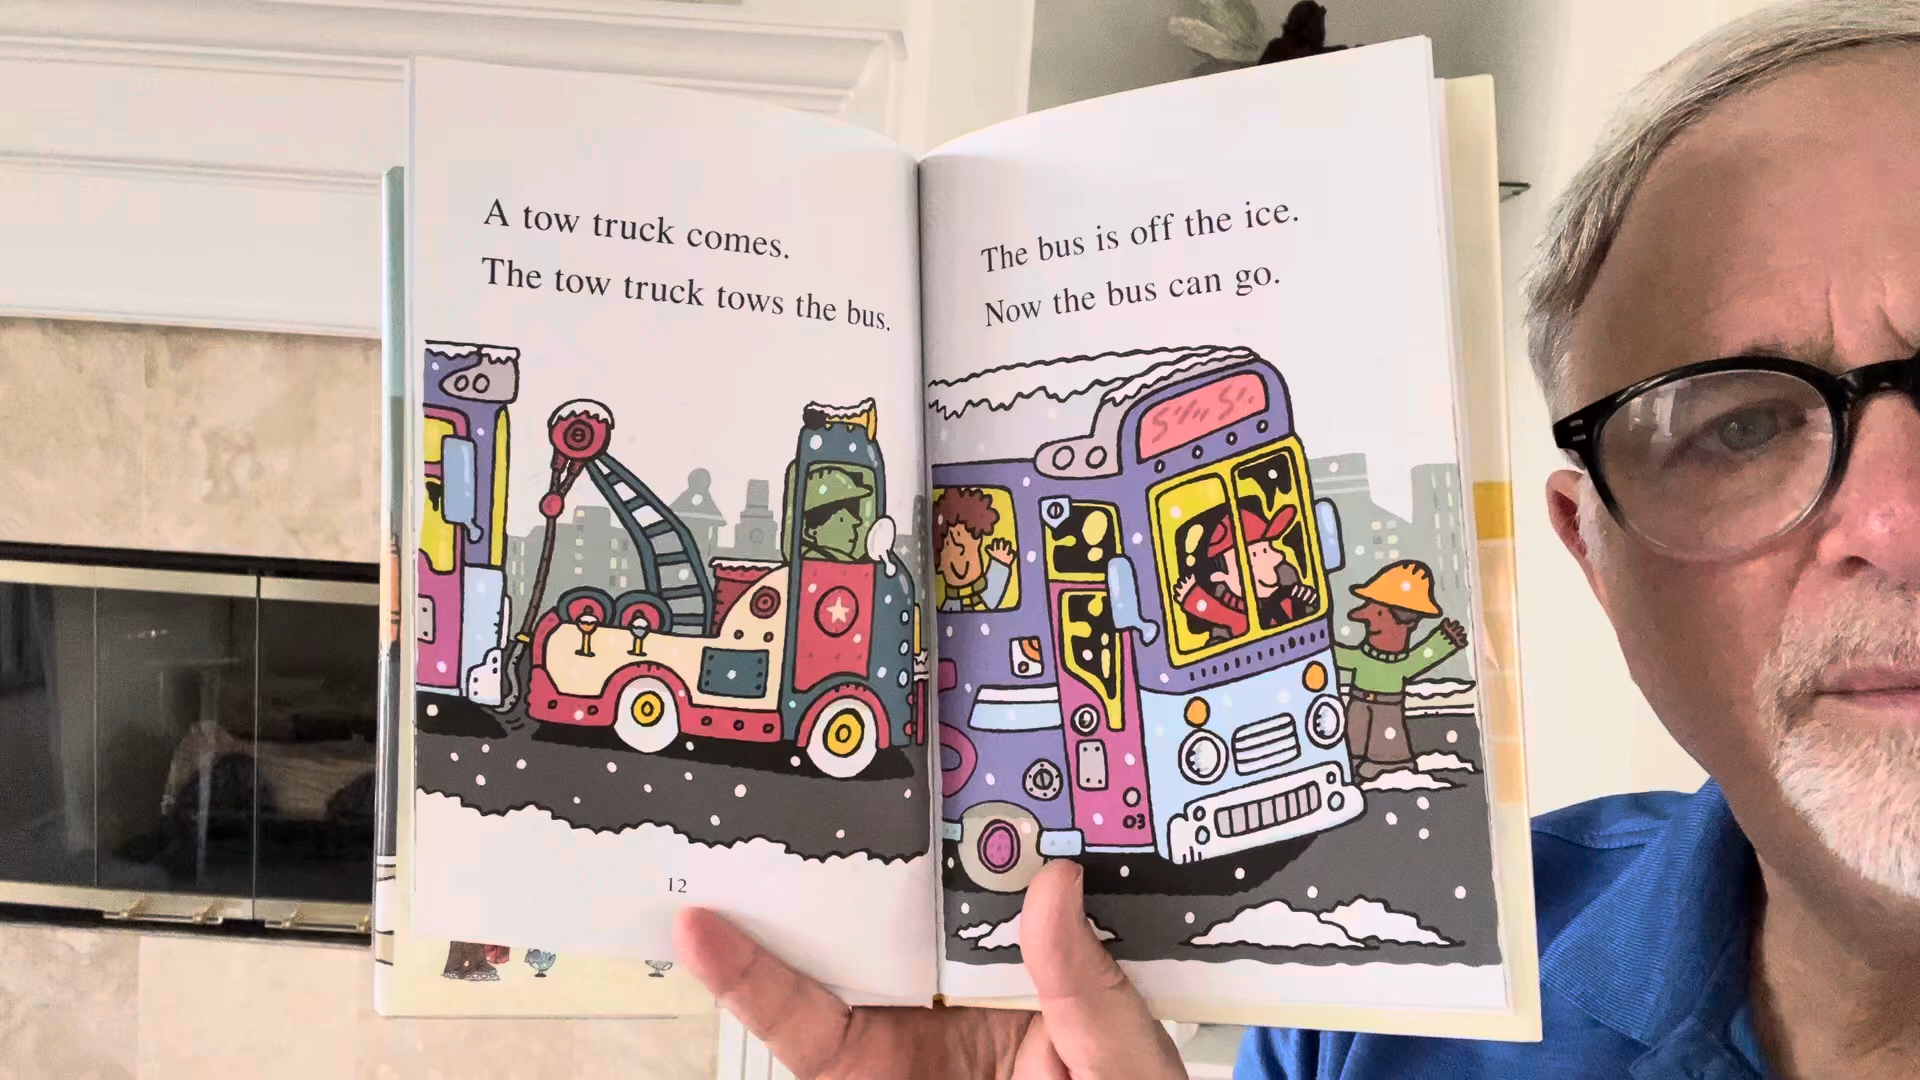 A tow truck comes.
The tow truck tows the bus.
12
The bus is off the ice.
Now the bus can go.
03